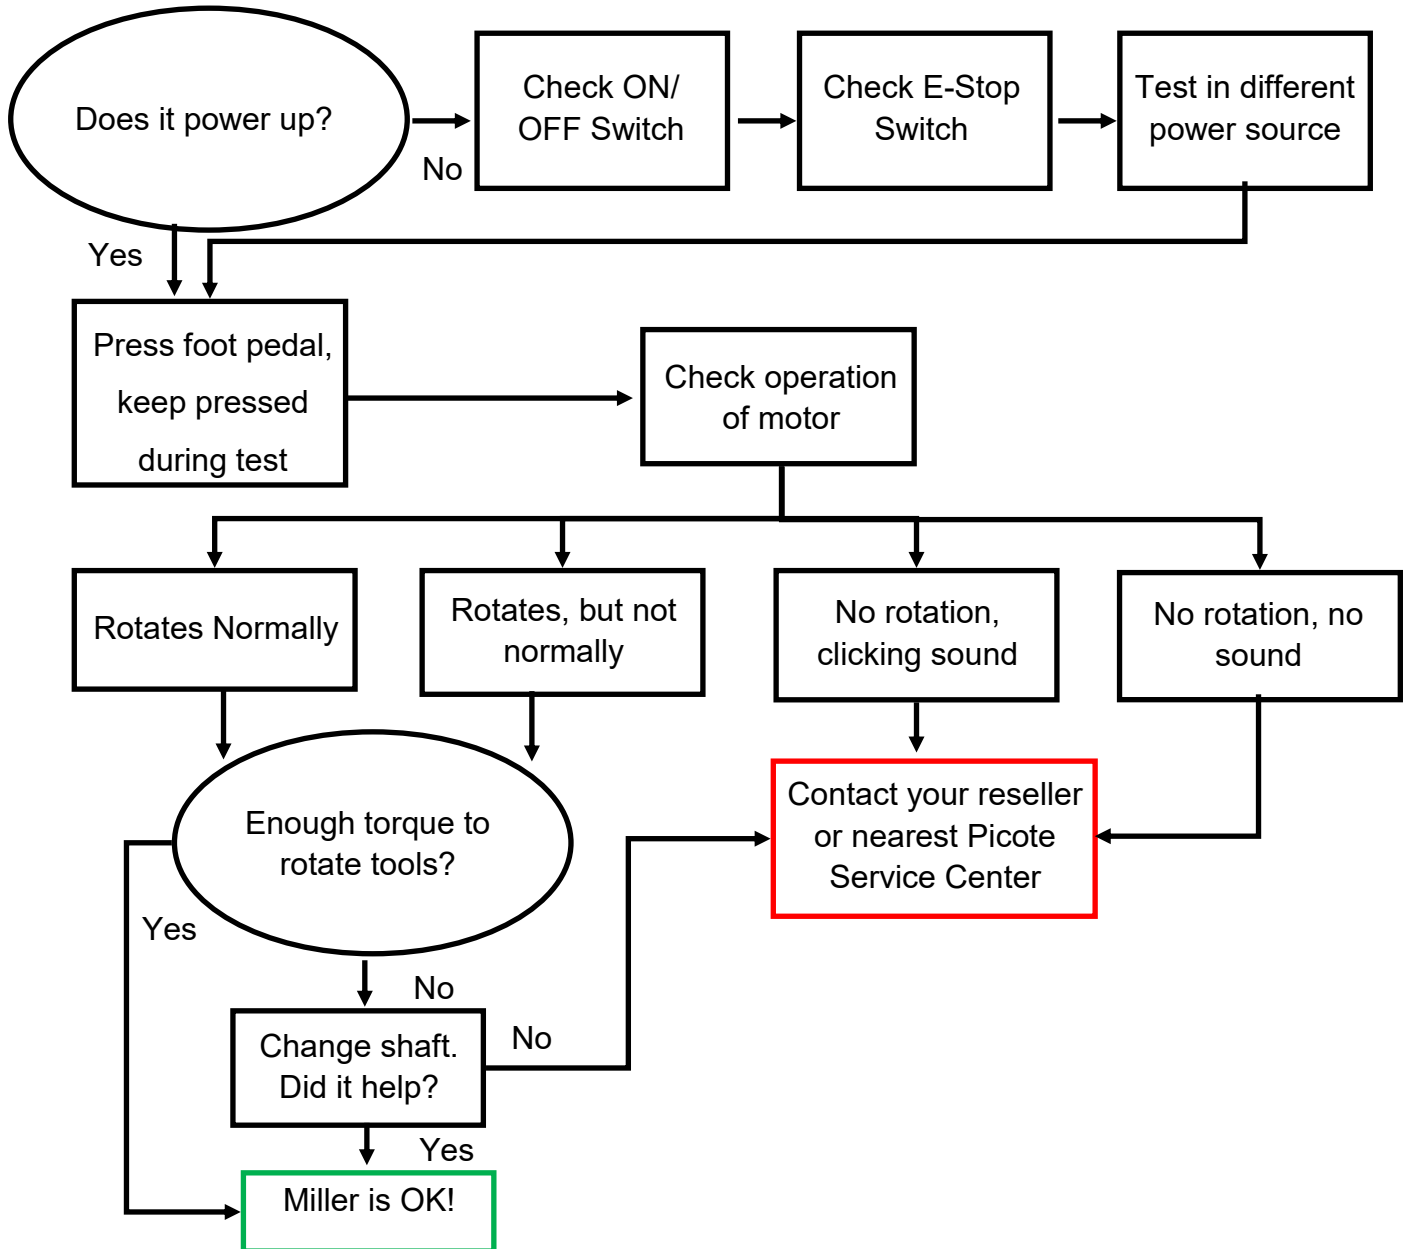 Does it power up?
No
Check ON/
OFF Switch
Check E-Stop
Switch
Test in different
power source
Yes
Press foot pedal,
keep pressed
during test
Check operation
of motor
Rotates Normally
Rotates, but not
normally
No rotation,
clicking sound
No rotation, no
sound
Enough torque to
rotate tools?
Contact your reseller
or nearest Picote
Service Center
Yes
No
Change shaft.
Did it help?
No
Yes
Miller is OK!